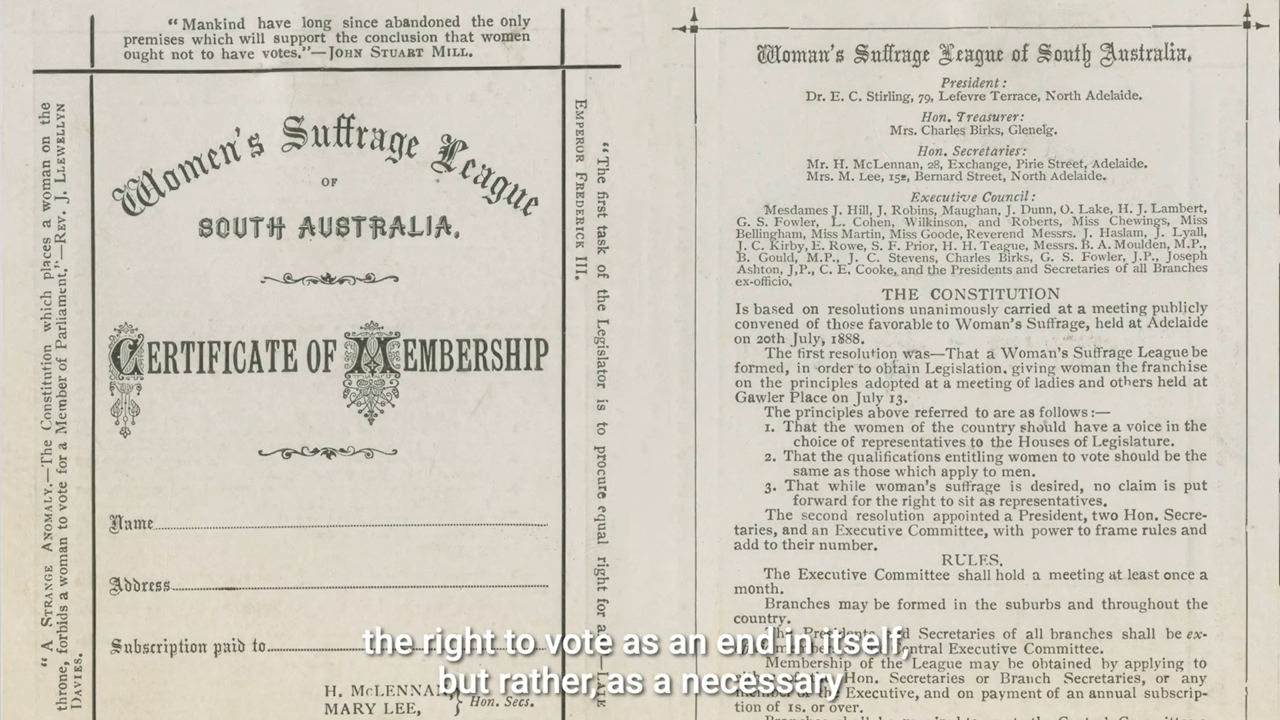 “Mankind have long since abandoned the only
premises which will support the conclusion that women
ought not to have votes.”—JOHN STUART MILL.
“A STRANGE ANOMALY.—The Constitution which places a woman on the
throne, forbids a woman to vote for a Member of Parliament,”—REV. J. LLEWELLYN
DAVIES.
Women's Suffrage League
OF
SOUTH AUSTRALIA.
CERTIFICATE OF MEMBERSHIP
Name
Address
Subscription paid to
H. McLENNAN,
MARY LEE,
} Hon. Secs.
“The first task of the Legislator is to procure equal right for a —LATE
EMPEROR FREDERICK III.
Woman's Suffrage League of South Australia.
President:
Dr. E. C. Stirling, 79, Lefevre Terrace, North Adelaide.
Hon. Treasurer:
Mrs. Charles Birks, Glenelg.
Hon. Secretaries:
Mr. H. McLennan, 28, Exchange, Pirie Street, Adelaide.
Mrs. M. Lee, 152, Bernard Street, North Adelaide.
Executive Council:
Mesdames J. Hill, J. Robins, Maughan, J. Dunn, O. Lake, H. J. Lambert,
G. S. Fowler, L. Cohen, Wilkinson, and Roberts, Miss Chewings, Miss
Bellingham, Miss Martin, Miss Goode, Reverend Messrs. J. Haslam, J. Lyall,
J. C. Kirby, E. Rowe, S. F. Prior, H. H. Teague, Messrs. B. A. Moulden, M.P.,
B. Gould, M.P., J. C. Stevens, Charles Birks, G. S. Fowler, J.P., Joseph
Ashton, J,P., C. E. Cooke, and the Presidents and Secretaries of all Branches
ex-officio.
THE CONSTITUTION
Is based on resolutions unanimously carried at a meeting publicly
convened of those favorable to Woman's Suffrage, held at Adelaide
on 20th July, 1888.
The first resolution was—That a Woman's Suffrage League be
formed, in order to obtain Legislation. giving woman the franchise
on the principles adopted at a meeting of ladies and others held at
Gawler Place on July 13.
The principles above referred to are as follows:—
1. That the women of the country should have a voice in the
choice of representatives to the Houses of Legislature.
2. That the qualifications entitling women to vote should be the
same as those which apply to men.
3. That while woman's suffrage is desired, no claim is put
forward for the right to sit as representatives.
The second resolution appointed a President, two Hon. Secre-
taries, and an Executive Committee, with power to frame rules and
add to their number.
RULES.
The Executive Committee shall hold a meeting at least once a
month.
Branches may be formed in the suburbs and throughout the
country.
Secretaries of all branches shall be ex-
Central Executive Committee.
Membership of the League may be obtained by applying to
Hon. Secretaries or Branch Secretaries, or any
Executive, and on payment of an annual subscrip-
tion of 1s. or over.
the right to vote as an end in itself,
but rather, as a necessary